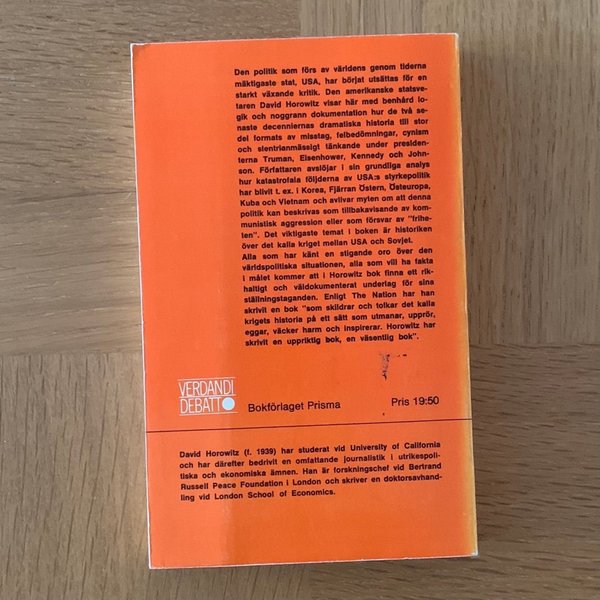 Den politik som förs av världens genom tiderna
mäktigaste stat, USA, har börjat utsättas för en
starkt växande kritik. Den amerikanske statsve-
taren David Horowitz visar här med benhård lo-
gik och noggrann dokumentation hur de två se-
naste decenniernas dramatiska historia till stor
del formats av misstag, felbedömningar, cynism
och slentrianmässigt tänkande under presiden-
terna Truman, Eisenhower, Kennedy och John-
son. Författaren avslöjar i sin grundliga analys
hur katastrofala följderna av USA:s styrkepolitik
har blivit t. ex. i Korea, Fjärran Östern, Östeuropa,
Kuba och Vietnam och avlivar myten om att denna
politik kan beskrivas som tillbakavisande av kom-
munistisk aggression eller som försvar av "frihe-
ten". Det viktigaste temat i boken är historiken
över det kalla kriget mellan USA och Sovjet.
Alla som har känt en stigande oro över den
världspolitiska situationen, alla som vill ha fakta
i målet kommer att i Horowitz bok finna ett rik-
haltigt och väldokumenterat underlag för sina
ställningstaganden. Enligt The Nation har han
skrivit en bok "som skildrar och tolkar det kalla
krigets historia på ett sätt som utmanar, upprör,
eggar, väcker harm och inspirerar. Horowitz har
skrivit en uppriktig bok, en väsentlig bok".
VERDANDI
DEBATT
Bokförlaget Prisma
Pris 19:50
David Horowitz (f. 1939) har studerat vid University of California
och har därefter bedrivit en omfattande journalistik i utrikespoli-
tiska och ekonomiska ämnen. Han är forskningschef vid Bertrand
Russell Peace Foundation i London och skriver en doktorsavhand-
ling vid London School of Economics.